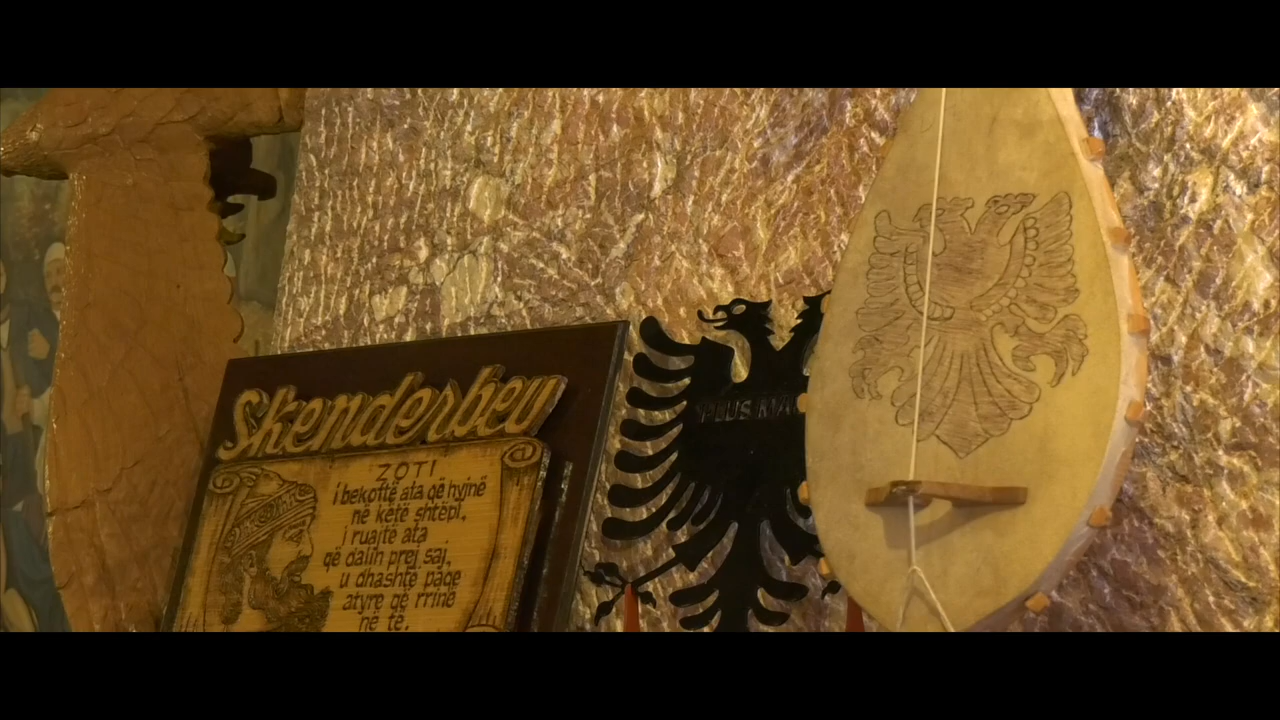 Skenderbeu
ZOTI
i bekoftë ata që hyjnë
në këtë shtëpi,
i ruajtë ata
që dalin prej saj,
u dhashtë paqe
atyre që rrinë
në të.
PLUS